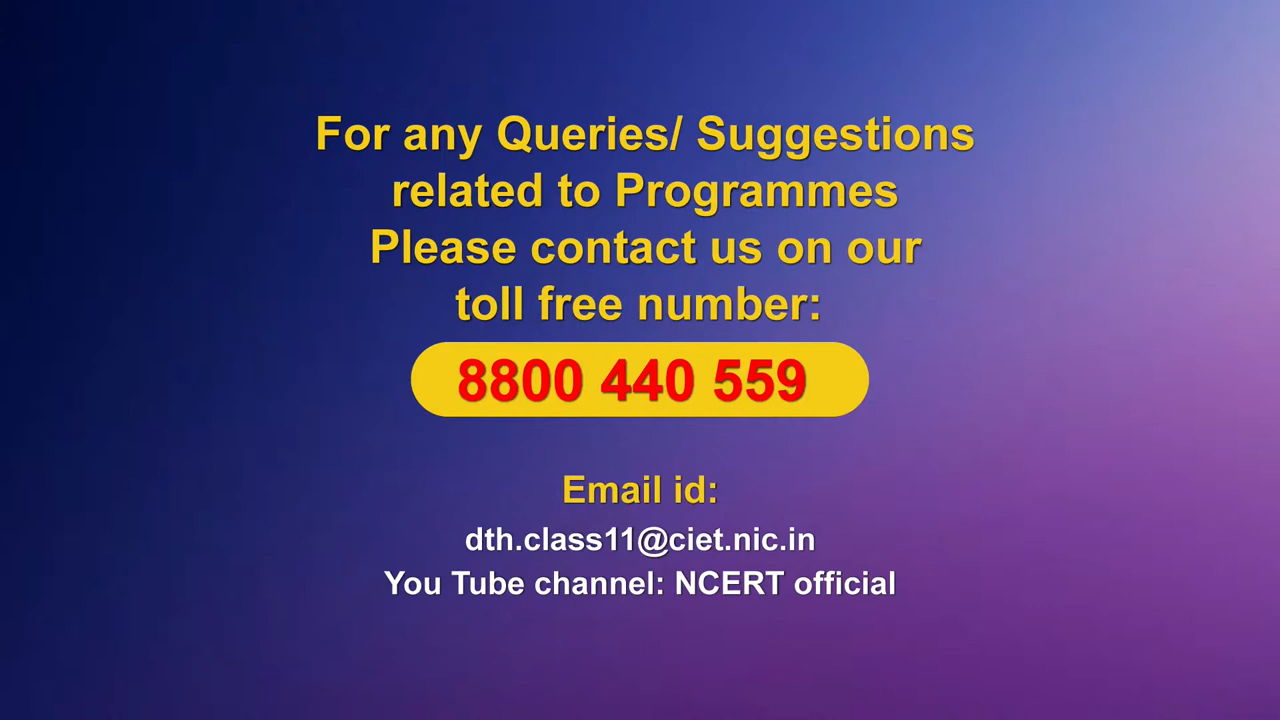 For any Queries/ Suggestions
related to Programmes
Please contact us on our
toll free number:
8800 440 559
Email id:
dth.class11@ciet.nic.in
You Tube channel: NCERT official